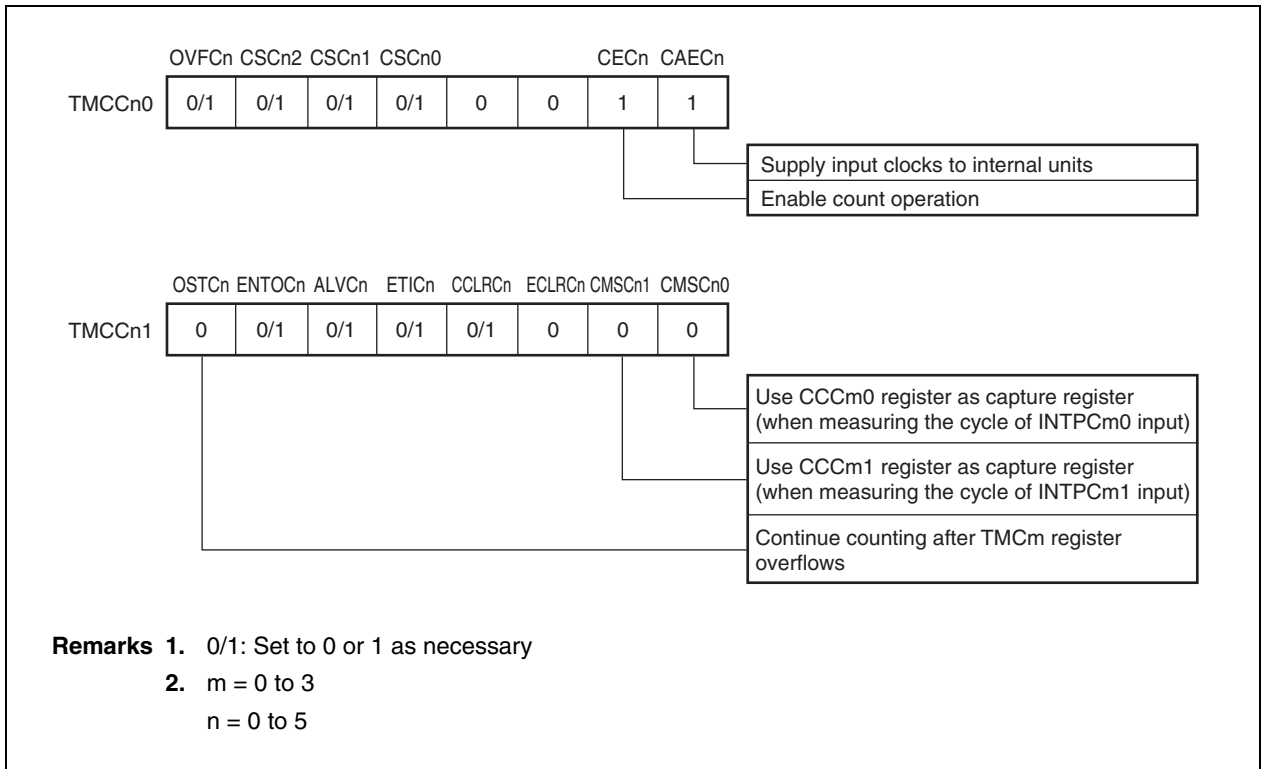 OVFCn CSCn2 CSCn1 CSCn0 CECn CAECn
TMCCn0 0/1 0/1 0/1 0/1 0 0 1 1
Supply input clocks to internal units
Enable count operation
OSTCn ENTOCn ALVCn ETICn CCLRCn ECLRCn CMSCn1 CMSCn0
TMCCn1 0 0/1 0/1 0/1 0/1 0 0 0
Use CCCm0 register as capture register
(when measuring the cycle of INTPCm0 input)
Use CCCm1 register as capture register
(when measuring the cycle of INTPCm1 input)
Continue counting after TMCm register
overflows
Remarks 1. 0/1: Set to 0 or 1 as necessary
2. m = 0 to 3
n = 0 to 5